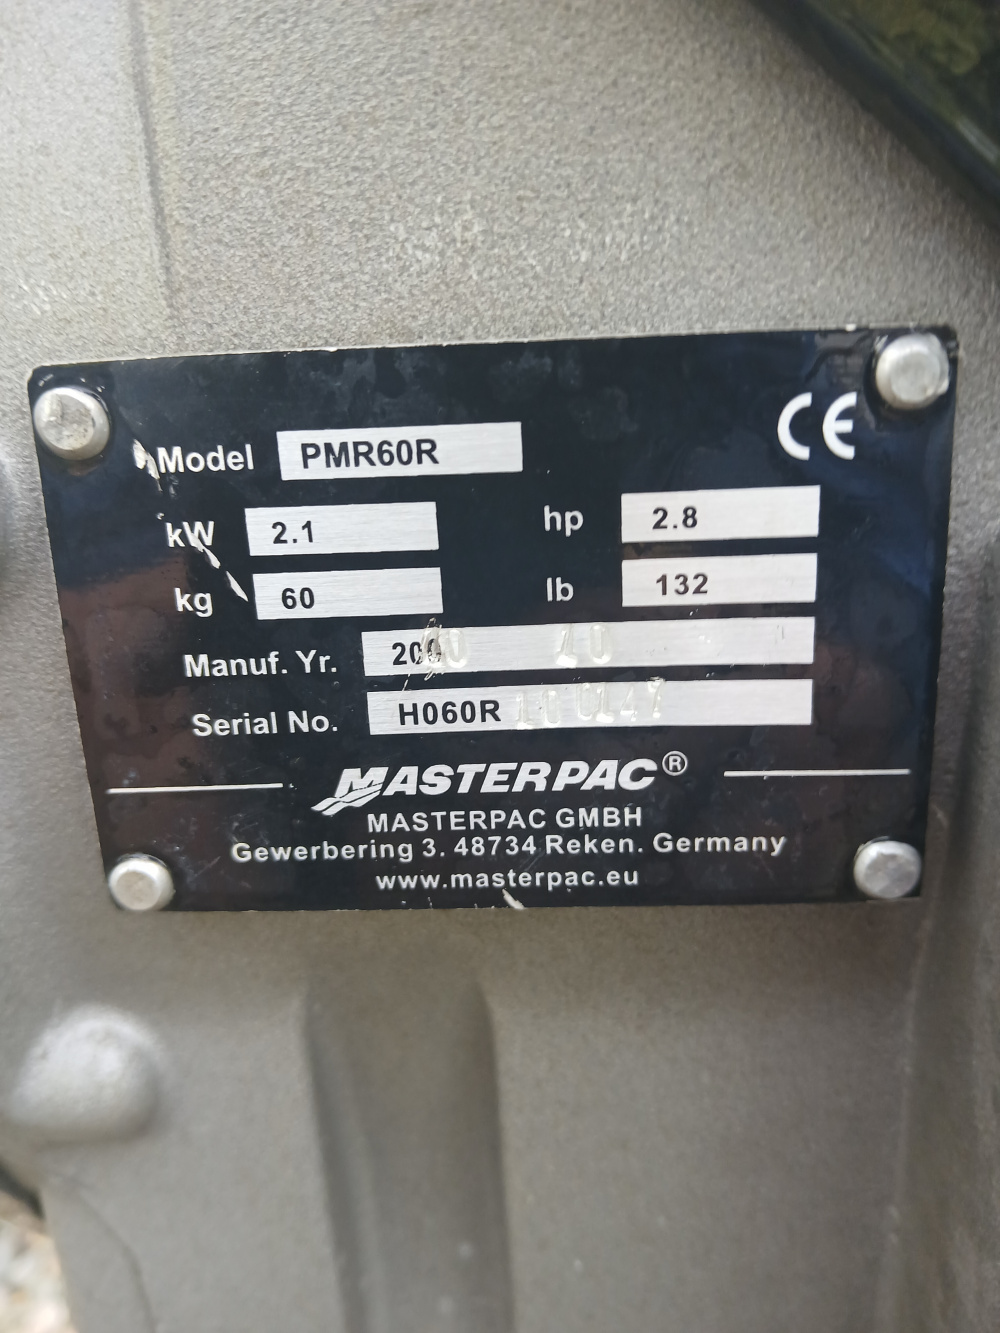 CE
Model PMR60R
kW 2.1 hp 2.8
kg 60 lb 132
Manuf. Yr. 10
Serial No. H060R
MASTERPAC®
MASTERPAC GMBH
Gewerbering 3. 48734 Reken. Germany
www.masterpac.eu